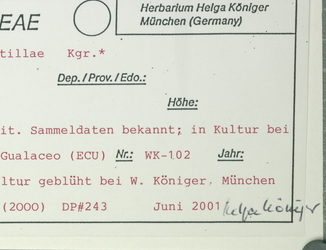 Herbarium Helga Königer
EAE
München (Germany)
tillae Kgr.*
Dep./Prov./Edo.:
Höhe:
it. Sammeldaten bekannt; in Kultur bei
Gualaceo (ECU) Nr.: WK-102 Jahr:
ltur geblüht bei W. Königer, München
(2000) DP#243 Juni 2001 Helga Königer